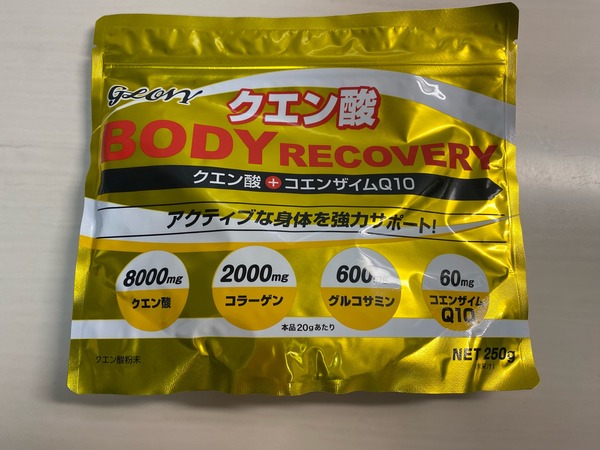 GLORY
クエン酸
BODY RECOVERY
クエン酸+コエンザイムQ10
アクティブな身体を強力サポート!
8000mg
クエン酸
2000mg
コラーゲン
600mg
グルコサミン
60mg
コエンザイム
Q10
本品20gあたり
クエン酸粉末
NET 250g